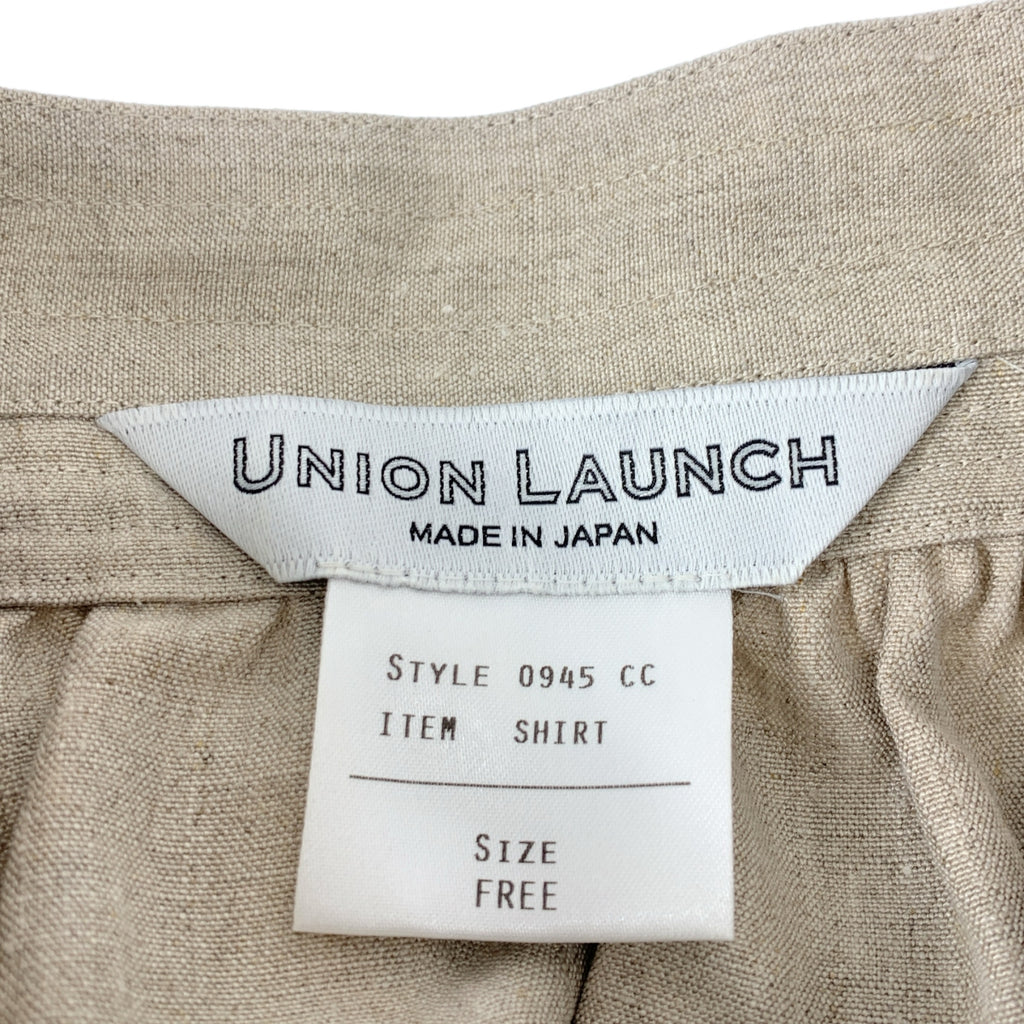 UNION LAUNCH
MADE IN JAPAN
STYLE 0945 CC
ITEM SHIRT
SIZE
FREE